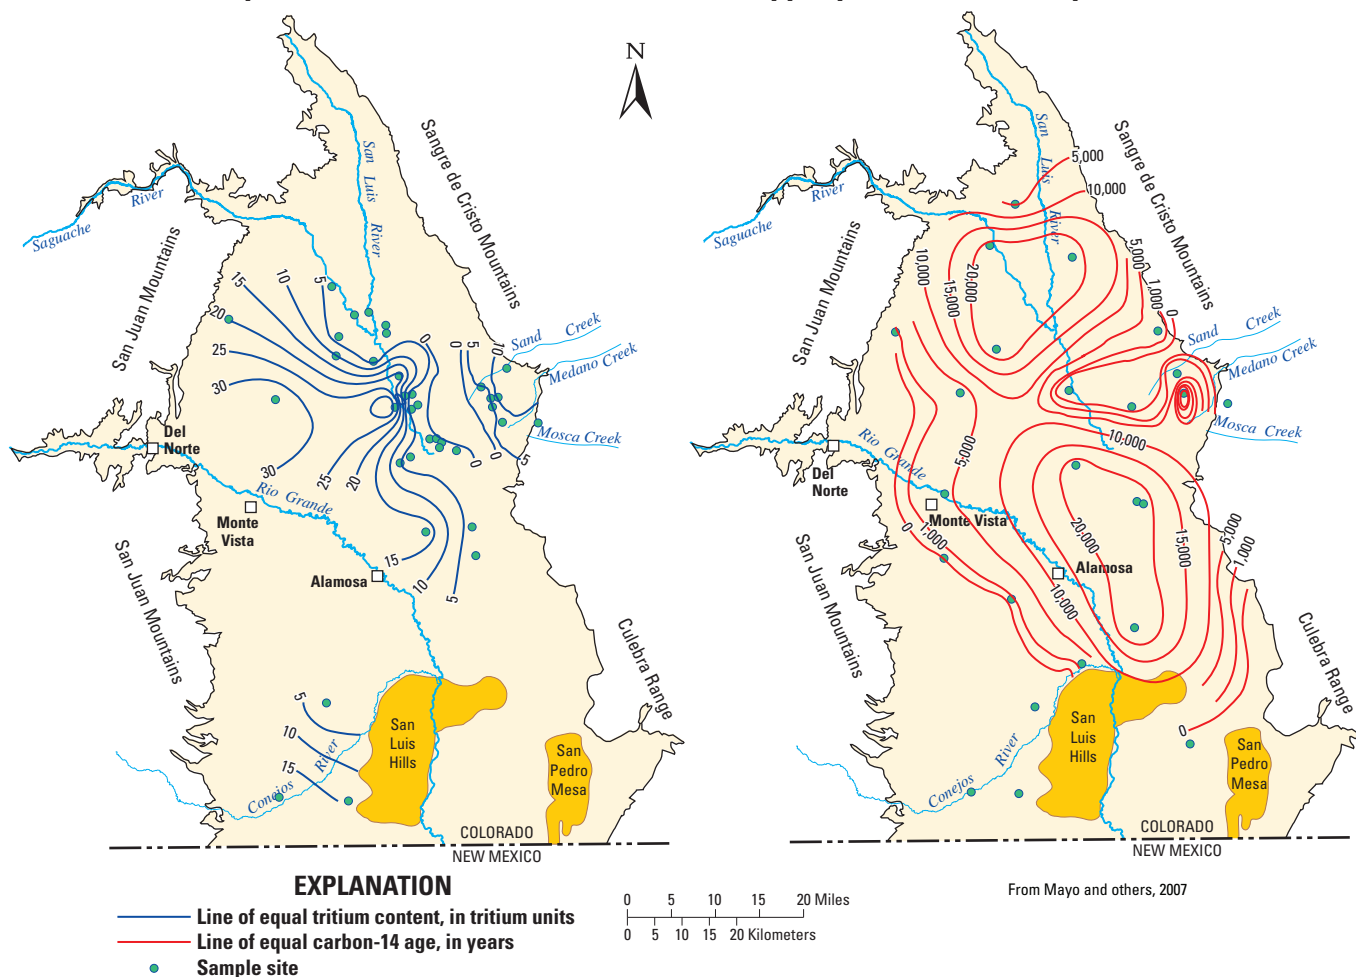 N
San Luis River
Sangre de Cristo Mountains
Saguache River
San Juan Mountains
15
10
5
20
25
30
0
0
5
0
Sand Creek
Medano Creek
Mosca Creek
Del Norte
30
25
20
0
5
Rio Grande
Monte Vista
15
10
5
Alamosa
San Juan Mountains
Culebra Range
5
10
15
Conejos River
San Luis Hills
San Pedro Mesa
COLORADO
NEW MEXICO
San Luis River
5,000
10,000
Sangre de Cristo Mountains
Saguache River
San Juan Mountains
10,000
15,000
20,000
5,000
1,000
0
Sand Creek
Medano Creek
Mosca Creek
Del Norte
Rio Grande
5,000
10,000
Monte Vista
0
1,000
20,000
15,000
5,000
1,000
Alamosa
10,000
San Juan Mountains
Culebra Range
0
Conejos River
San Luis Hills
San Pedro Mesa
COLORADO
NEW MEXICO
EXPLANATION
Line of equal tritium content, in tritium units
Line of equal carbon-14 age, in years
Sample site
0 5 10 15 20 Miles
0 5 10 15 20 Kilometers
From Mayo and others, 2007